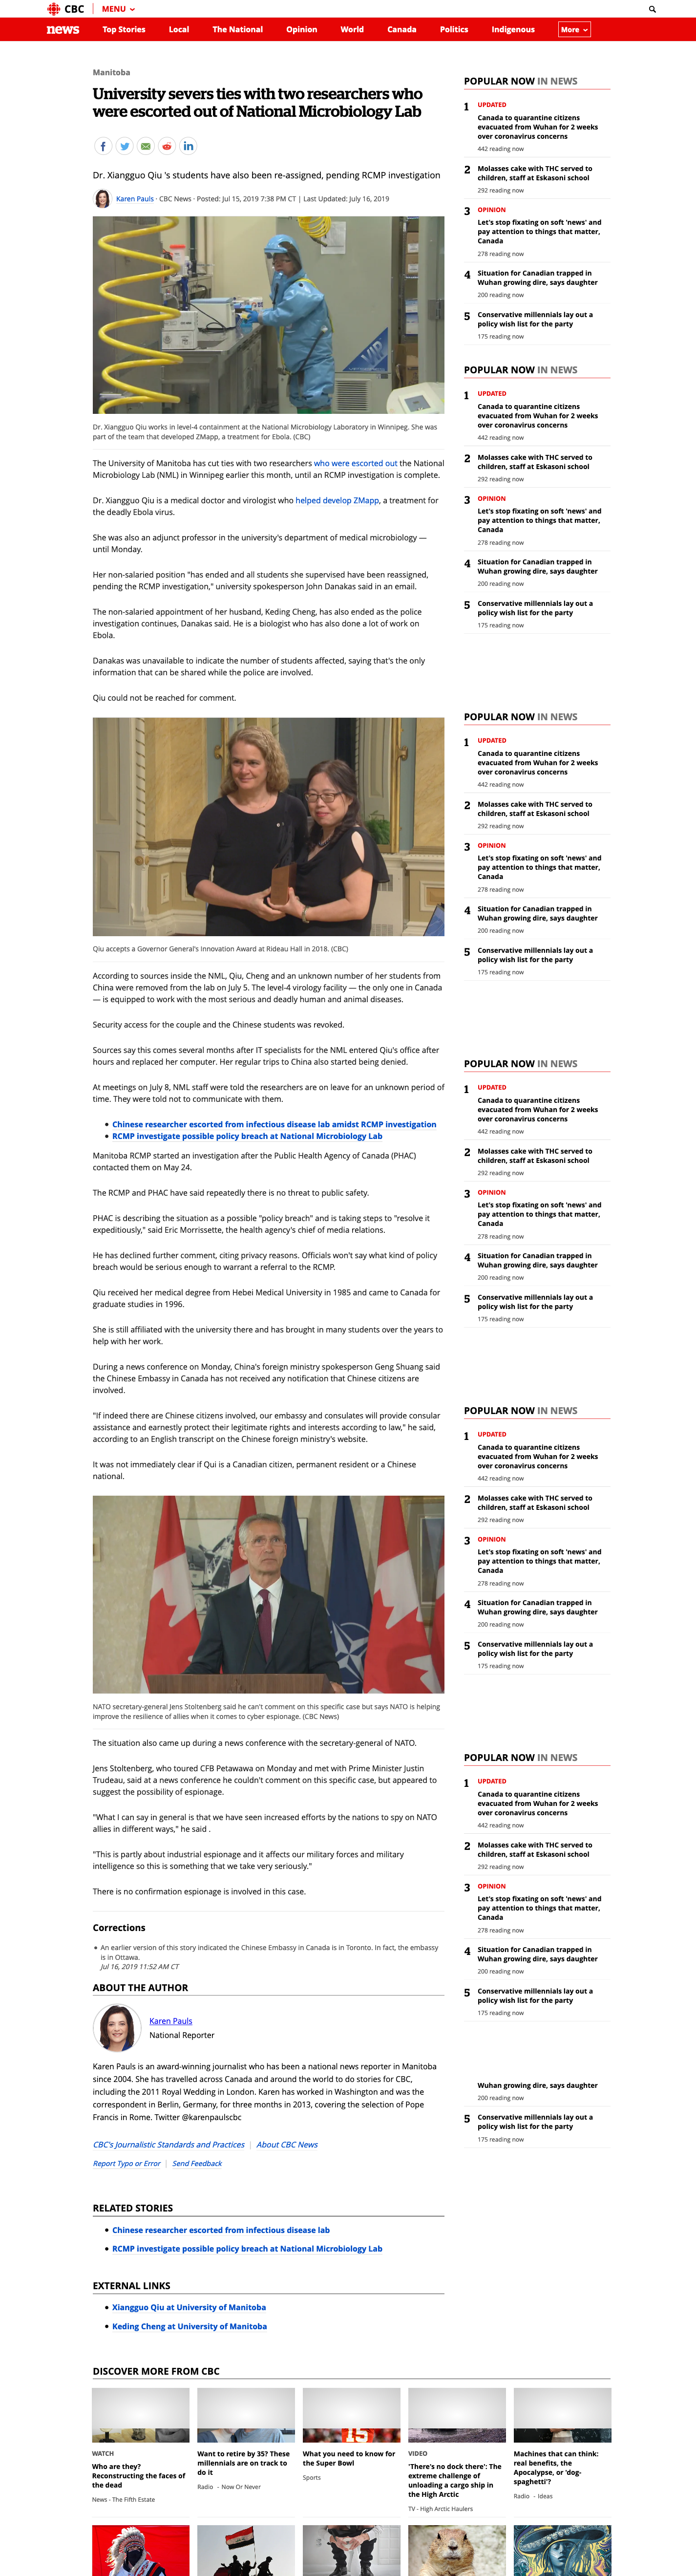 CBC
MENU
news
Top Stories
Local
The National
Opinion
World
Canada
Politics
Indigenous
More
Manitoba
University severs ties with two researchers who
were escorted out of National Microbiology Lab
Dr. Xiangguo Qiu 's students have also been re-assigned, pending RCMP investigation
Karen Pauls · CBC News · Posted: Jul 15, 2019 7:38 PM CT | Last Updated: July 16, 2019
Dr. Xiangguo Qiu works in level-4 containment at the National Microbiology Laboratory in Winnipeg. She was
part of the team that developed ZMapp, a treatment for Ebola. (CBC)
The University of Manitoba has cut ties with two researchers who were escorted out the National
Microbiology Lab (NML) in Winnipeg earlier this month, until an RCMP investigation is complete.
Dr. Xiangguo Qiu is a medical doctor and virologist who helped develop ZMapp, a treatment for
the deadly Ebola virus.
She was also an adjunct professor in the university's department of medical microbiology —
until Monday.
Her non-salaried position "has ended and all students she supervised have been reassigned,
pending the RCMP investigation," university spokesperson John Danakas said in an email.
The non-salaried appointment of her husband, Keding Cheng, has also ended as the police
investigation continues, Danakas said. He is a biologist who has also done a lot of work on
Ebola.
Danakas was unavailable to indicate the number of students affected, saying that's the only
information that can be shared while the police are involved.
Qiu could not be reached for comment.
Qiu accepts a Governor General's Innovation Award at Rideau Hall in 2018. (CBC)
According to sources inside the NML, Qiu, Cheng and an unknown number of her students from
China were removed from the lab on July 5. The level-4 virology facility — the only one in Canada
— is equipped to work with the most serious and deadly human and animal diseases.
Security access for the couple and the Chinese students was revoked.
Sources say this comes several months after IT specialists for the NML entered Qiu's office after
hours and replaced her computer. Her regular trips to China also started being denied.
At meetings on July 8, NML staff were told the researchers are on leave for an unknown period of
time. They were told not to communicate with them.
• Chinese researcher escorted from infectious disease lab amidst RCMP investigation
• RCMP investigate possible policy breach at National Microbiology Lab
Manitoba RCMP started an investigation after the Public Health Agency of Canada (PHAC)
contacted them on May 24.
The RCMP and PHAC have said repeatedly there is no threat to public safety.
PHAC is describing the situation as a possible "policy breach" and is taking steps to "resolve it
expeditiously," said Eric Morrissette, the health agency's chief of media relations.
He has declined further comment, citing privacy reasons. Officials won't say what kind of policy
breach would be serious enough to warrant a referral to the RCMP.
Qiu received her medical degree from Hebei Medical University in 1985 and came to Canada for
graduate studies in 1996.
She is still affiliated with the university there and has brought in many students over the years to
help with her work.
During a news conference on Monday, China's foreign ministry spokesperson Geng Shuang said
the Chinese Embassy in Canada has not received any notification that Chinese citizens are
involved.
"If indeed there are Chinese citizens involved, our embassy and consulates will provide consular
assistance and earnestly protect their legitimate rights and interests according to law," he said,
according to an English transcript on the Chinese foreign ministry's website.
It was not immediately clear if Qui is a Canadian citizen, permanent resident or a Chinese
national.
NATO secretary-general Jens Stoltenberg said he can't comment on this specific case but says NATO is helping
improve the resilience of allies when it comes to cyber espionage. (CBC News)
The situation also came up during a news conference with the secretary-general of NATO.
Jens Stoltenberg, who toured CFB Petawawa on Monday and met with Prime Minister Justin
Trudeau, said at a news conference he couldn't comment on this specific case, but appeared to
suggest the possibility of espionage.
"What I can say in general is that we have seen increased efforts by the nations to spy on NATO
allies in different ways," he said .
"This is partly about industrial espionage and it affects our military forces and military
intelligence so this is something that we take very seriously."
There is no confirmation espionage is involved in this case.
Corrections
• An earlier version of this story indicated the Chinese Embassy in Canada is in Toronto. In fact, the embassy
is in Ottawa.
Jul 16, 2019 11:52 AM CT
ABOUT THE AUTHOR
Karen Pauls
National Reporter
Karen Pauls is an award-winning journalist who has been a national news reporter in Manitoba
since 2004. She has travelled across Canada and around the world to do stories for CBC,
including the 2011 Royal Wedding in London. Karen has worked in Washington and was the
correspondent in Berlin, Germany, for three months in 2013, covering the selection of Pope
Francis in Rome. Twitter @karenpaulscbc
CBC's Journalistic Standards and Practices | About CBC News
Report Typo or Error | Send Feedback
RELATED STORIES
• Chinese researcher escorted from infectious disease lab
• RCMP investigate possible policy breach at National Microbiology Lab
EXTERNAL LINKS
• Xiangguo Qiu at University of Manitoba
• Keding Cheng at University of Manitoba
POPULAR NOW IN NEWS
1 UPDATED
Canada to quarantine citizens
evacuated from Wuhan for 2 weeks
over coronavirus concerns
442 reading now
2 Molasses cake with THC served to
children, staff at Eskasoni school
292 reading now
3 OPINION
Let's stop fixating on soft 'news' and
pay attention to things that matter,
Canada
278 reading now
4 Situation for Canadian trapped in
Wuhan growing dire, says daughter
200 reading now
5 Conservative millennials lay out a
policy wish list for the party
175 reading now
POPULAR NOW IN NEWS
1 UPDATED
Canada to quarantine citizens
evacuated from Wuhan for 2 weeks
over coronavirus concerns
442 reading now
2 Molasses cake with THC served to
children, staff at Eskasoni school
292 reading now
3 OPINION
Let's stop fixating on soft 'news' and
pay attention to things that matter,
Canada
278 reading now
4 Situation for Canadian trapped in
Wuhan growing dire, says daughter
200 reading now
5 Conservative millennials lay out a
policy wish list for the party
175 reading now
POPULAR NOW IN NEWS
1 UPDATED
Canada to quarantine citizens
evacuated from Wuhan for 2 weeks
over coronavirus concerns
442 reading now
2 Molasses cake with THC served to
children, staff at Eskasoni school
292 reading now
3 OPINION
Let's stop fixating on soft 'news' and
pay attention to things that matter,
Canada
278 reading now
4 Situation for Canadian trapped in
Wuhan growing dire, says daughter
200 reading now
5 Conservative millennials lay out a
policy wish list for the party
175 reading now
POPULAR NOW IN NEWS
1 UPDATED
Canada to quarantine citizens
evacuated from Wuhan for 2 weeks
over coronavirus concerns
442 reading now
2 Molasses cake with THC served to
children, staff at Eskasoni school
292 reading now
3 OPINION
Let's stop fixating on soft 'news' and
pay attention to things that matter,
Canada
278 reading now
4 Situation for Canadian trapped in
Wuhan growing dire, says daughter
200 reading now
5 Conservative millennials lay out a
policy wish list for the party
175 reading now
POPULAR NOW IN NEWS
1 UPDATED
Canada to quarantine citizens
evacuated from Wuhan for 2 weeks
over coronavirus concerns
442 reading now
2 Molasses cake with THC served to
children, staff at Eskasoni school
292 reading now
3 OPINION
Let's stop fixating on soft 'news' and
pay attention to things that matter,
Canada
278 reading now
4 Situation for Canadian trapped in
Wuhan growing dire, says daughter
200 reading now
5 Conservative millennials lay out a
policy wish list for the party
175 reading now
POPULAR NOW IN NEWS
1 UPDATED
Canada to quarantine citizens
evacuated from Wuhan for 2 weeks
over coronavirus concerns
442 reading now
2 Molasses cake with THC served to
children, staff at Eskasoni school
292 reading now
3 OPINION
Let's stop fixating on soft 'news' and
pay attention to things that matter,
Canada
278 reading now
4 Situation for Canadian trapped in
Wuhan growing dire, says daughter
200 reading now
5 Conservative millennials lay out a
policy wish list for the party
175 reading now
Wuhan growing dire, says daughter
200 reading now
5 Conservative millennials lay out a
policy wish list for the party
175 reading now
DISCOVER MORE FROM CBC
WATCH
Who are they?
Reconstructing the faces of
the dead
News - The Fifth Estate
Want to retire by 35? These
millennials are on track to
do it
Radio - Now Or Never
15
What you need to know for
the Super Bowl
Sports
VIDEO
'There's no dock there': The
extreme challenge of
unloading a cargo ship in
the High Arctic
TV - High Arctic Haulers
Machines that can think:
real benefits, the
Apocalypse, or 'dog-
spaghetti'?
Radio - Ideas